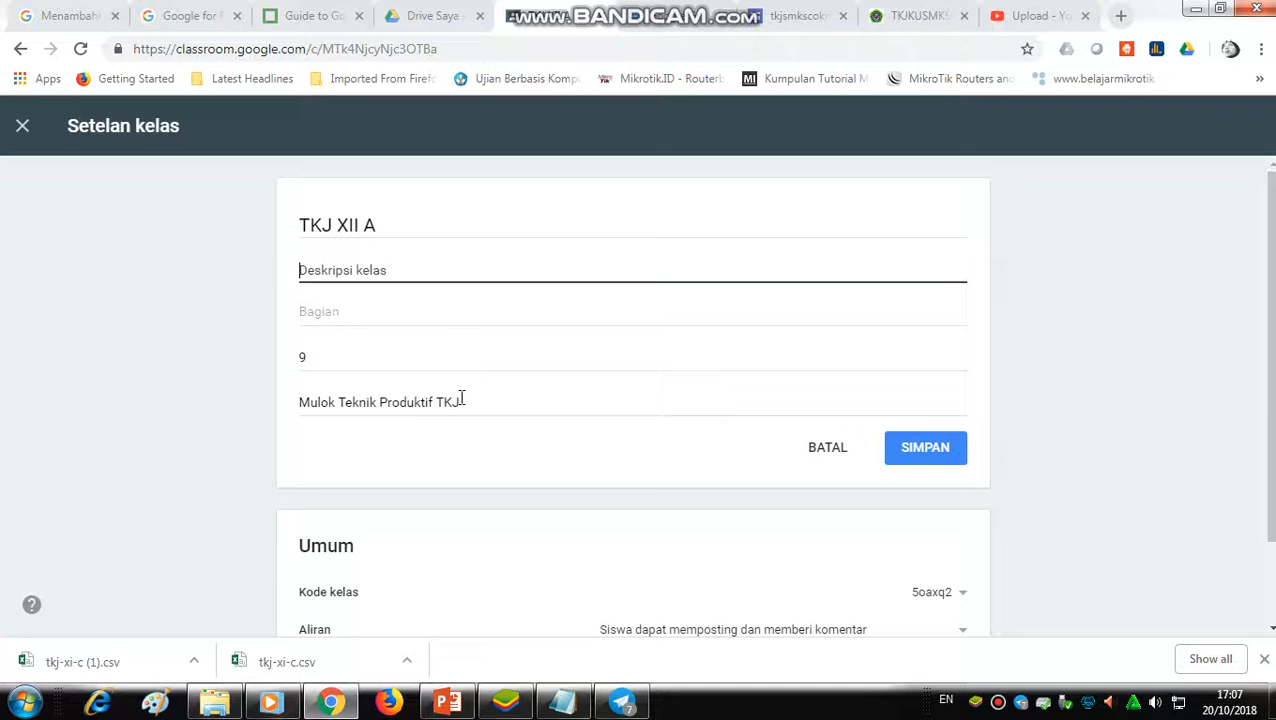 Menambah
Google for
Guide to Go
Drive Saya -
www.BANDICAM.com
tkjsmkscok
TKJKUSM
Upload - Yo
https://classroom.google.com/c/MTk4NjcyNjc3OTBa
Apps
Getting Started
Latest Headlines
Imported From Firef
Ujian Berbasis Kompu
Mikrotik.ID - Routerb
Kumpulan Tutorial M
MikroTik Routers and
www.belajarmikrotik
»
Setelan kelas
TKJ XII A
Deskripsi kelas
Bagian
9
Mulok Teknik Produktif TKJ
BATAL
SIMPAN
Umum
Kode kelas
5oaxq2
Aliran
Siswa dapat memposting dan memberi komentar
tkj-xi-c (1).csv
tkj-xi-c.csv
Show all
EN
17:07
20/10/2018